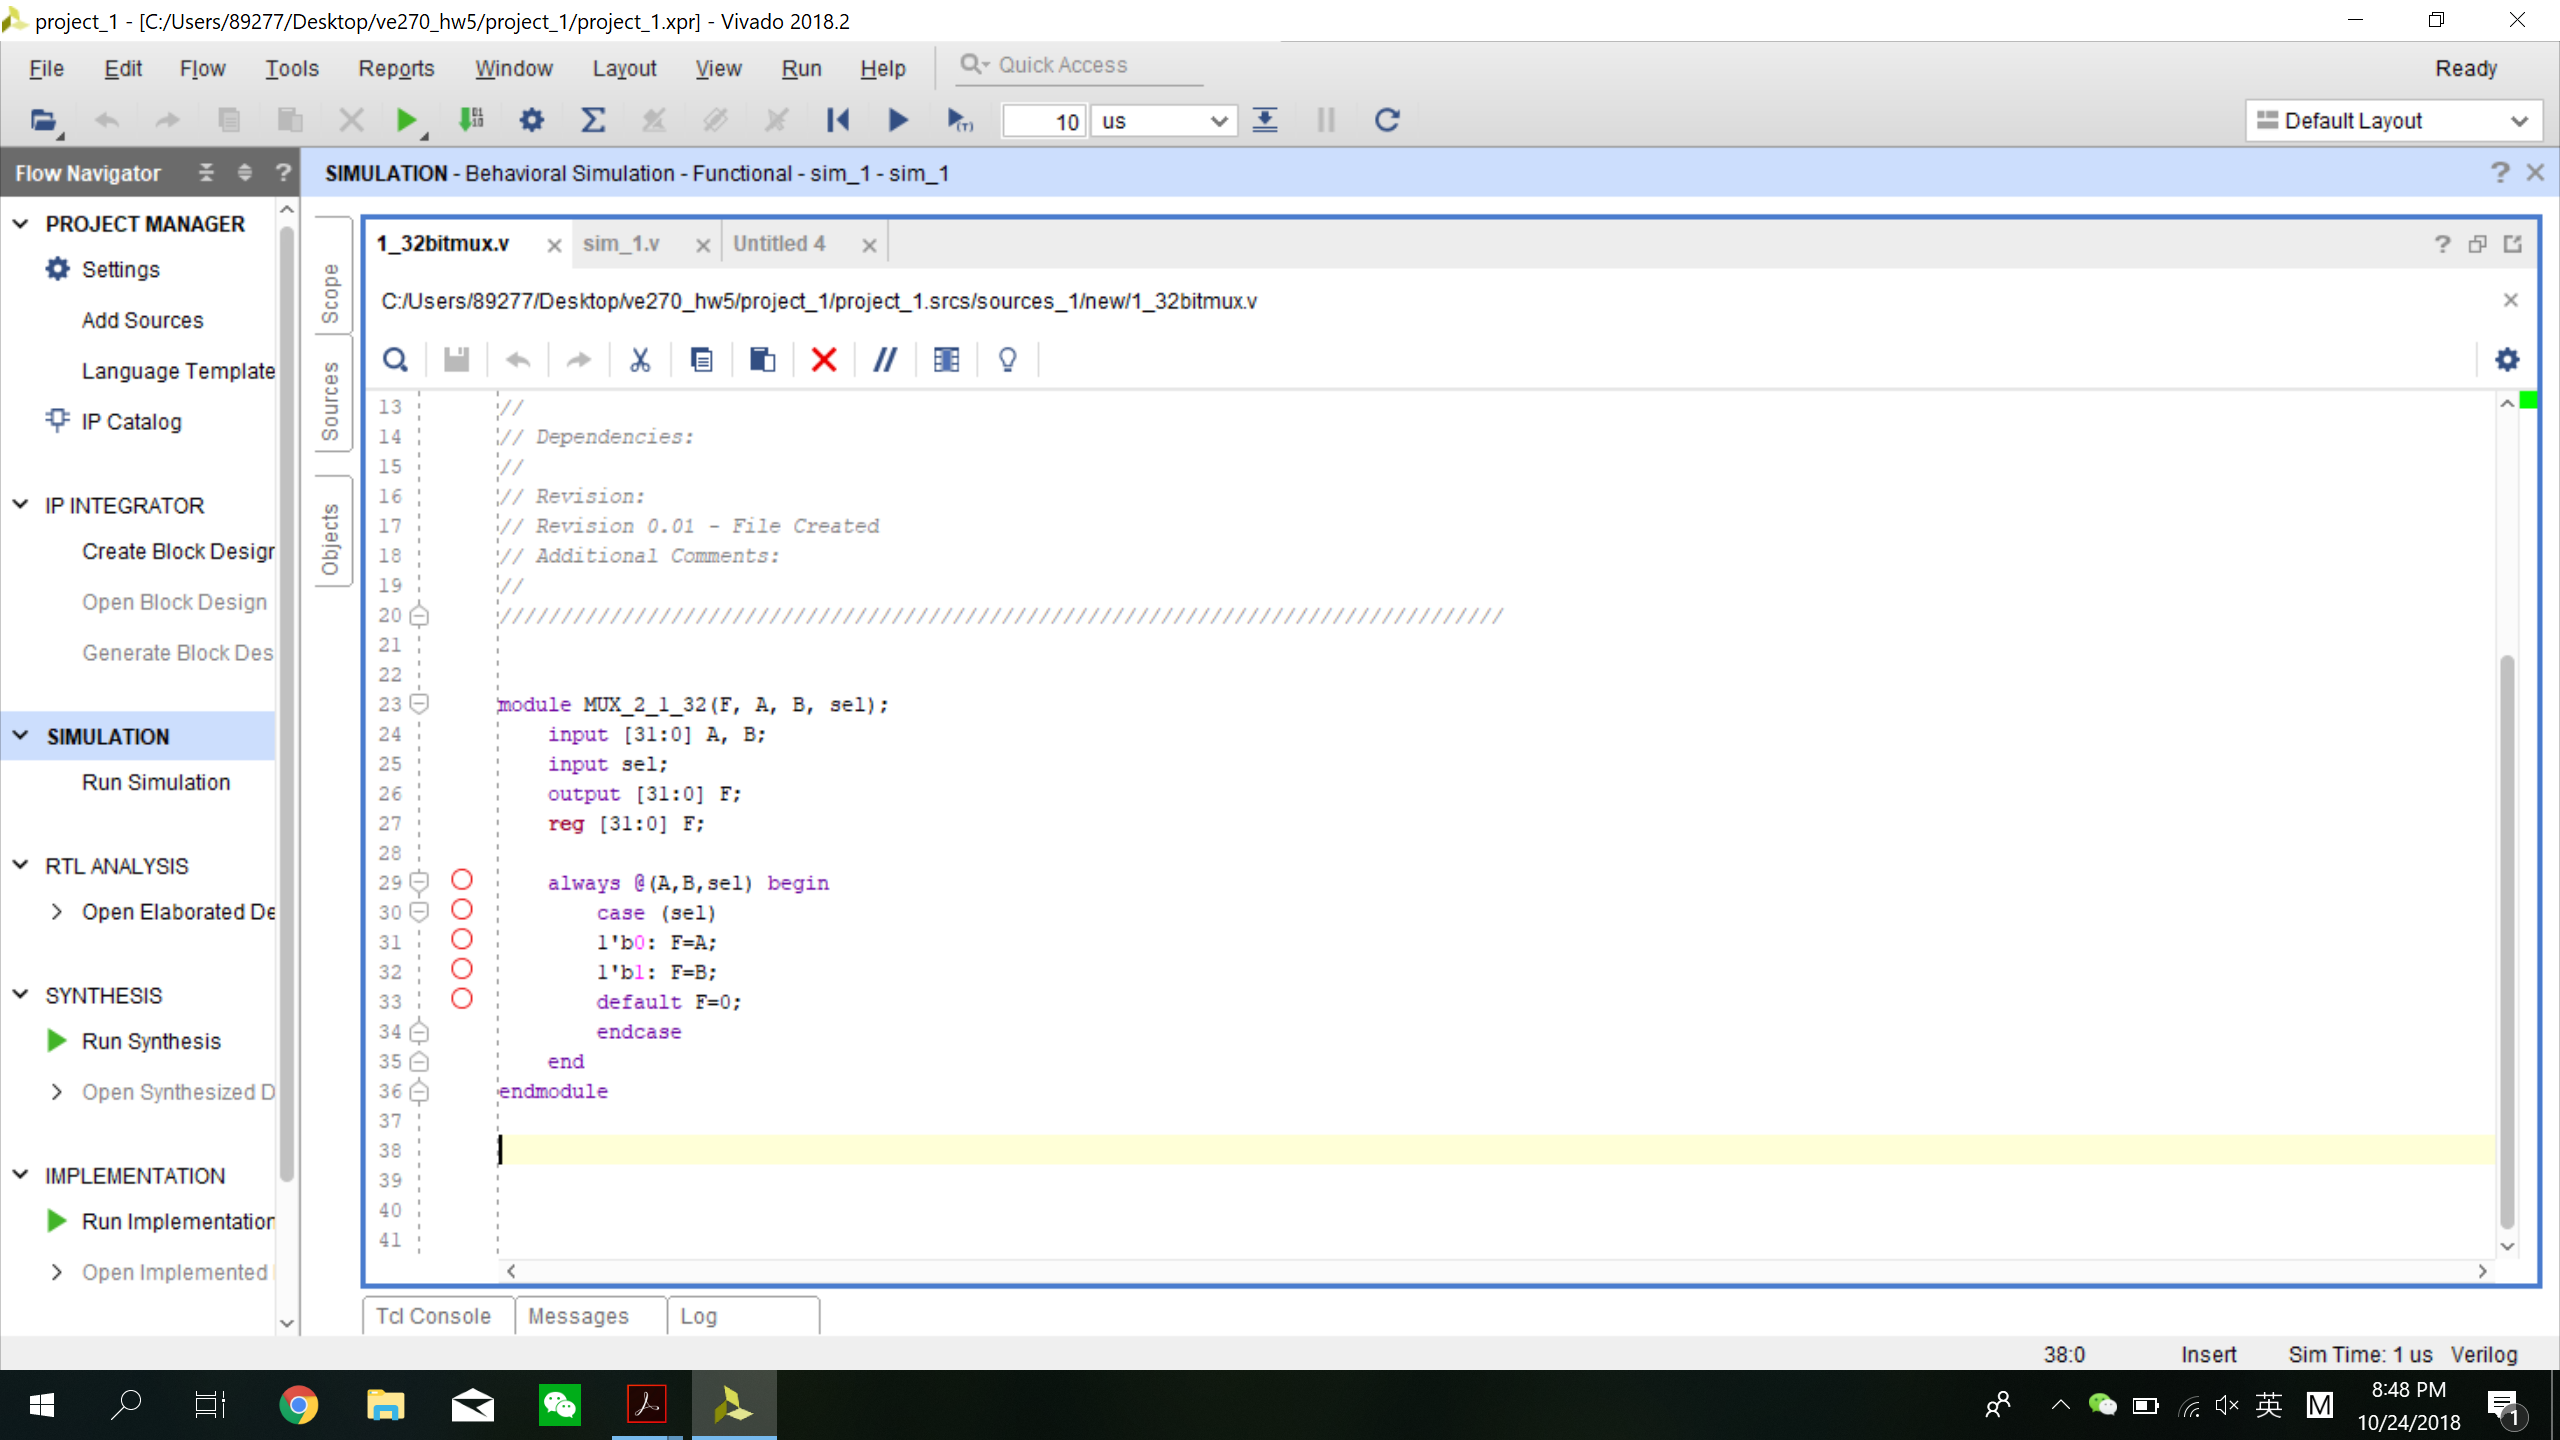 project_1 - [C:/Users/89277/Desktop/ve270_hw5/project_1/project_1.xpr] - Vivado 2018.2
File Edit Flow Tools Reports Window Layout View Run Help Quick Access Ready
10 us Default Layout
Flow Navigator ?
SIMULATION - Behavioral Simulation - Functional - sim_1 - sim_1 ?
PROJECT MANAGER
Settings
Add Sources
Language Template
IP Catalog
IP INTEGRATOR
Create Block Desigr
Open Block Design
Generate Block Des
SIMULATION
Run Simulation
RTL ANALYSIS
Open Elaborated De
SYNTHESIS
Run Synthesis
Open Synthesized D
IMPLEMENTATION
Run Implementation
Open Implemented
Scope
Sources
Objects
1_32bitmux.v sim_1.v Untitled 4 ?
C:/Users/89277/Desktop/ve270_hw5/project_1/project_1.srcs/sources_1/new/1_32bitmux.v
13 //
14 // Dependencies:
15 //
16 // Revision:
17 // Revision 0.01 - File Created
18 // Additional Comments:
19 //
20 //////////////////////////////////////////////////////////////////////////////////
21
22
23 module MUX_2_1_32(F, A, B, sel);
24 input [31:0] A, B;
25 input sel;
26 output [31:0] F;
27 reg [31:0] F;
28
29 always @(A,B,sel) begin
30 case (sel)
31 1'b0: F=A;
32 1'b1: F=B;
33 default F=0;
34 endcase
35 end
36 endmodule
37
38
39
40
41
Tcl Console Messages Log
38:0 Insert Sim Time: 1 us Verilog
英 M 8:48 PM
10/24/2018 1